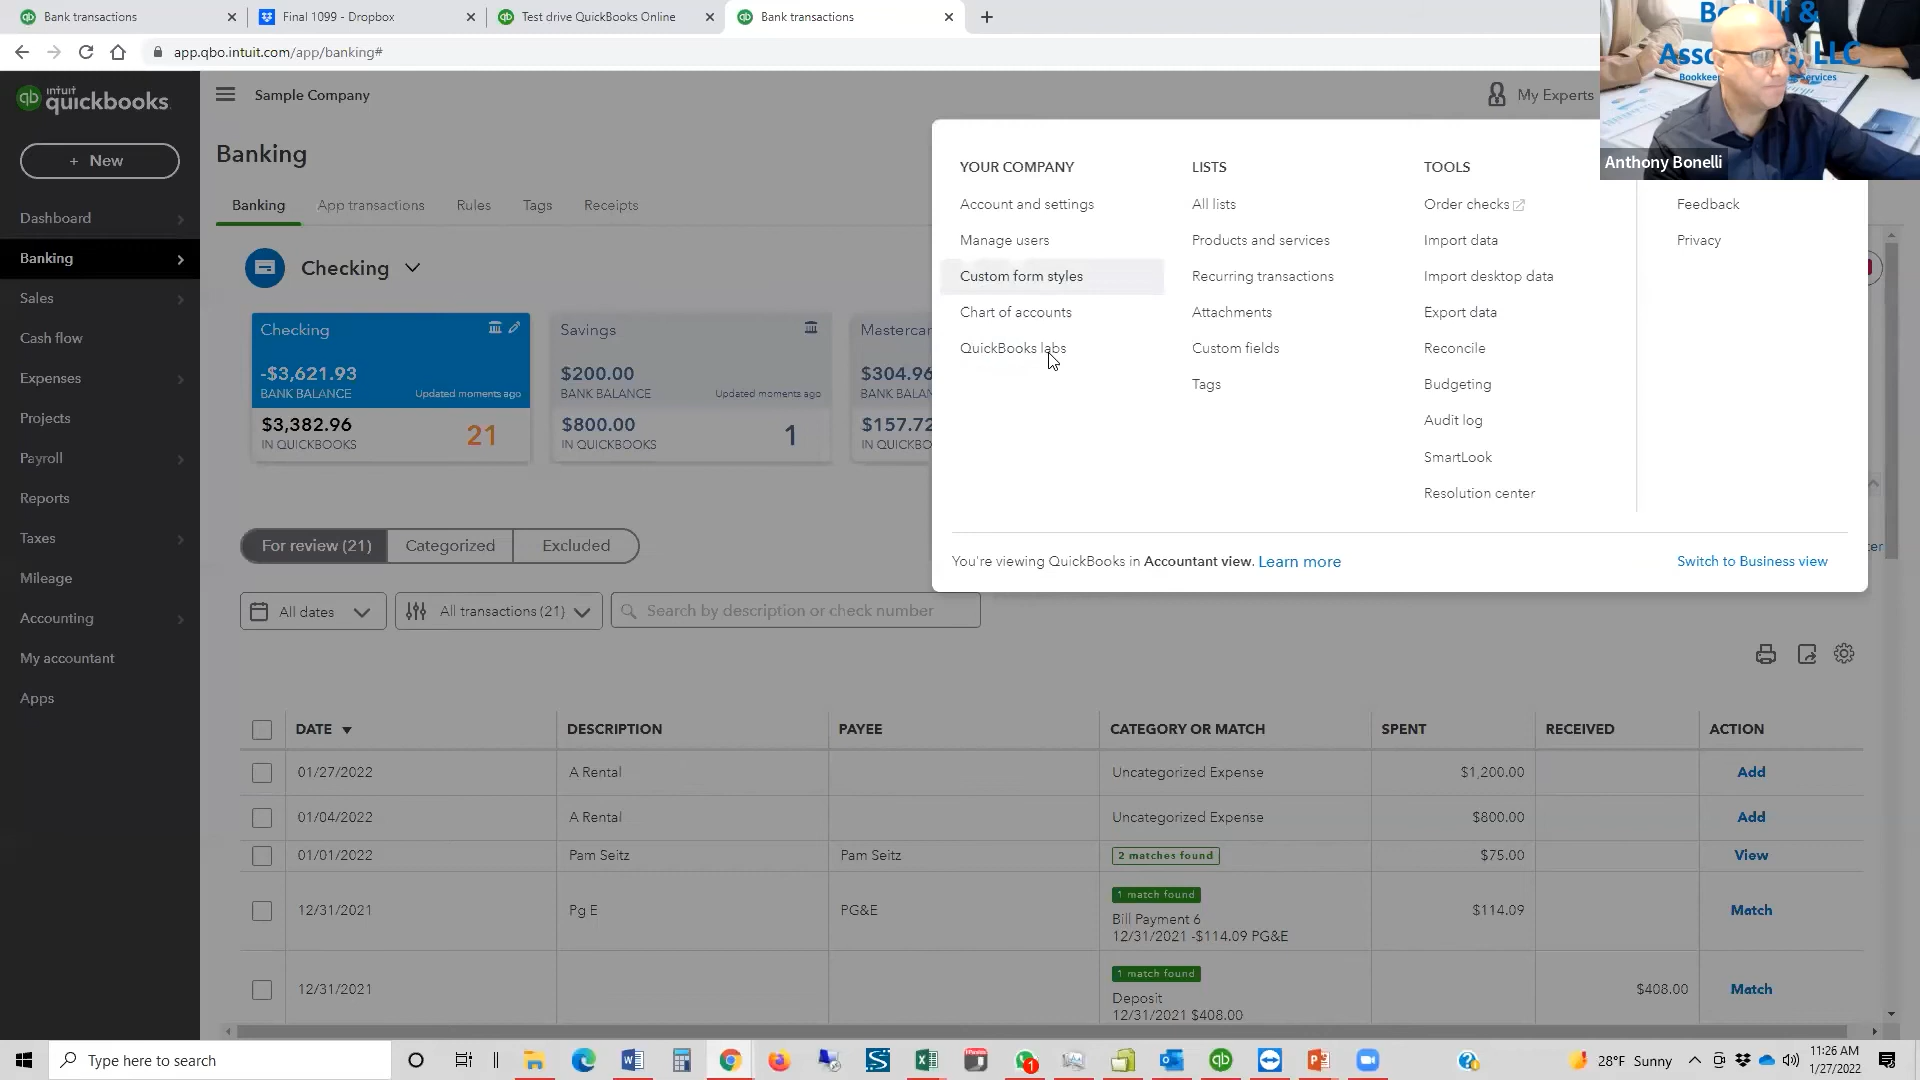 Bank transactions
Final 1099 - Dropbox
Test drive QuickBooks Online
Bank transactions
app.qbo.intuit.com/app/banking#
intuit quickbooks.
Sample Company
My Experts
+ New
Banking
Dashboard
Banking
Sales
Cash flow
Expenses
Projects
Payroll
Reports
Taxes
Mileage
Accounting
My accountant
Apps
Banking
App transactions
Rules
Tags
Receipts
Checking
Checking
-$3,621.93
BANK BALANCE
Updated moments ago
$3,382.96
IN QUICKBOOKS
21
Savings
$200.00
BANK BALANCE
Updated moments ago
$800.00
IN QUICKBOOKS
1
Mastercar
$304.96
BANK BALA
$157.72
IN QUICKBO
YOUR COMPANY
Account and settings
Manage users
Custom form styles
Chart of accounts
QuickBooks labs
LISTS
All lists
Products and services
Recurring transactions
Attachments
Custom fields
Tags
TOOLS
Order checks
Import data
Import desktop data
Export data
Reconcile
Budgeting
Audit log
SmartLook
Resolution center
Feedback
Privacy
You're viewing QuickBooks in Accountant view. Learn more
Switch to Business view
Anthony Bonelli
For review (21)
Categorized
Excluded
All dates
All transactions (21)
Search by description or check number
DATE
DESCRIPTION
PAYEE
CATEGORY OR MATCH
SPENT
RECEIVED
ACTION
01/27/2022
A Rental
Uncategorized Expense
$1,200.00
Add
01/04/2022
A Rental
Uncategorized Expense
$800.00
Add
01/01/2022
Pam Seitz
Pam Seitz
2 matches found
$75.00
View
12/31/2021
Pg E
PG&E
1 match found
Bill Payment 6
12/31/2021 -$114.09 PG&E
$114.09
Match
12/31/2021
1 match found
Deposit
12/31/2021 $408.00
$408.00
Match
Type here to search
28°F Sunny
11:26 AM
1/27/2022